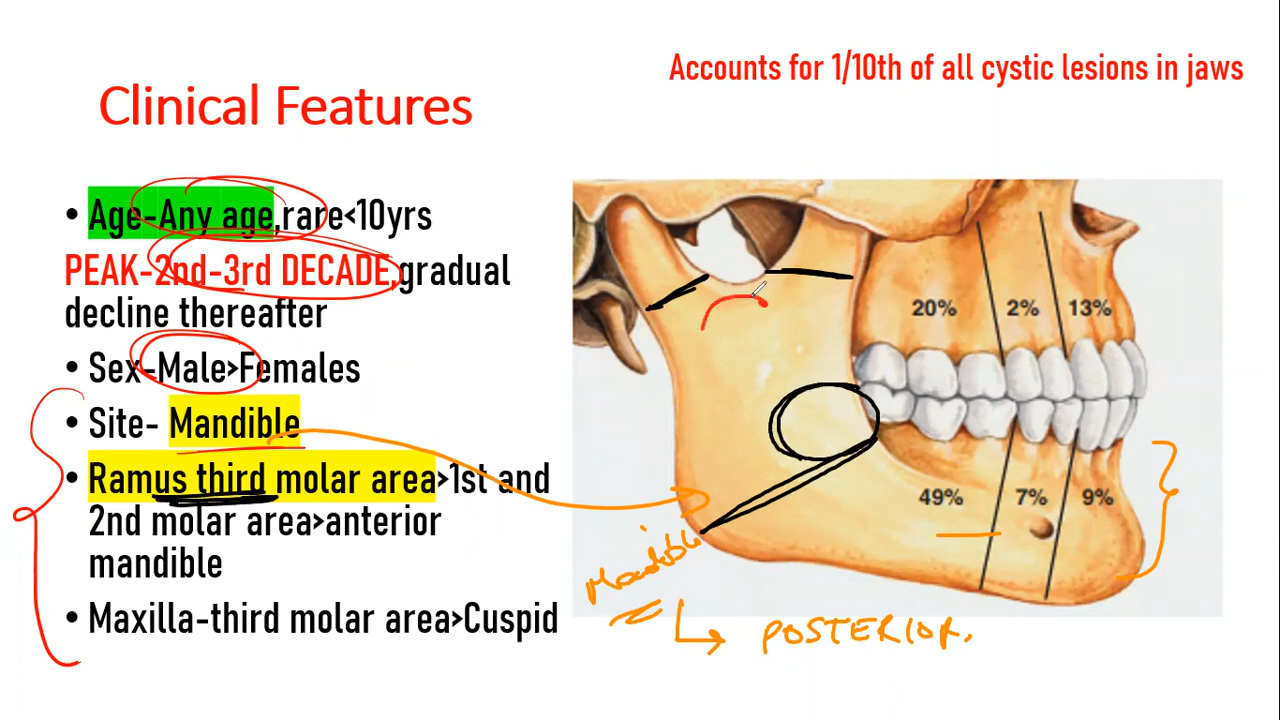 Accounts for 1/10th of all cystic lesions in jaws
Clinical Features
• Age-Any age,rare<10yrs
PEAK-2nd-3rd DECADE,gradual
decline thereafter
• Sex-Male>Females
• Site- Mandible
• Ramus third molar area>1st and
2nd molar area>anterior
mandible
• Maxilla-third molar area>Cuspid
20% 2% 13%
49% 7% 9%
Mandible
POSTERIOR.